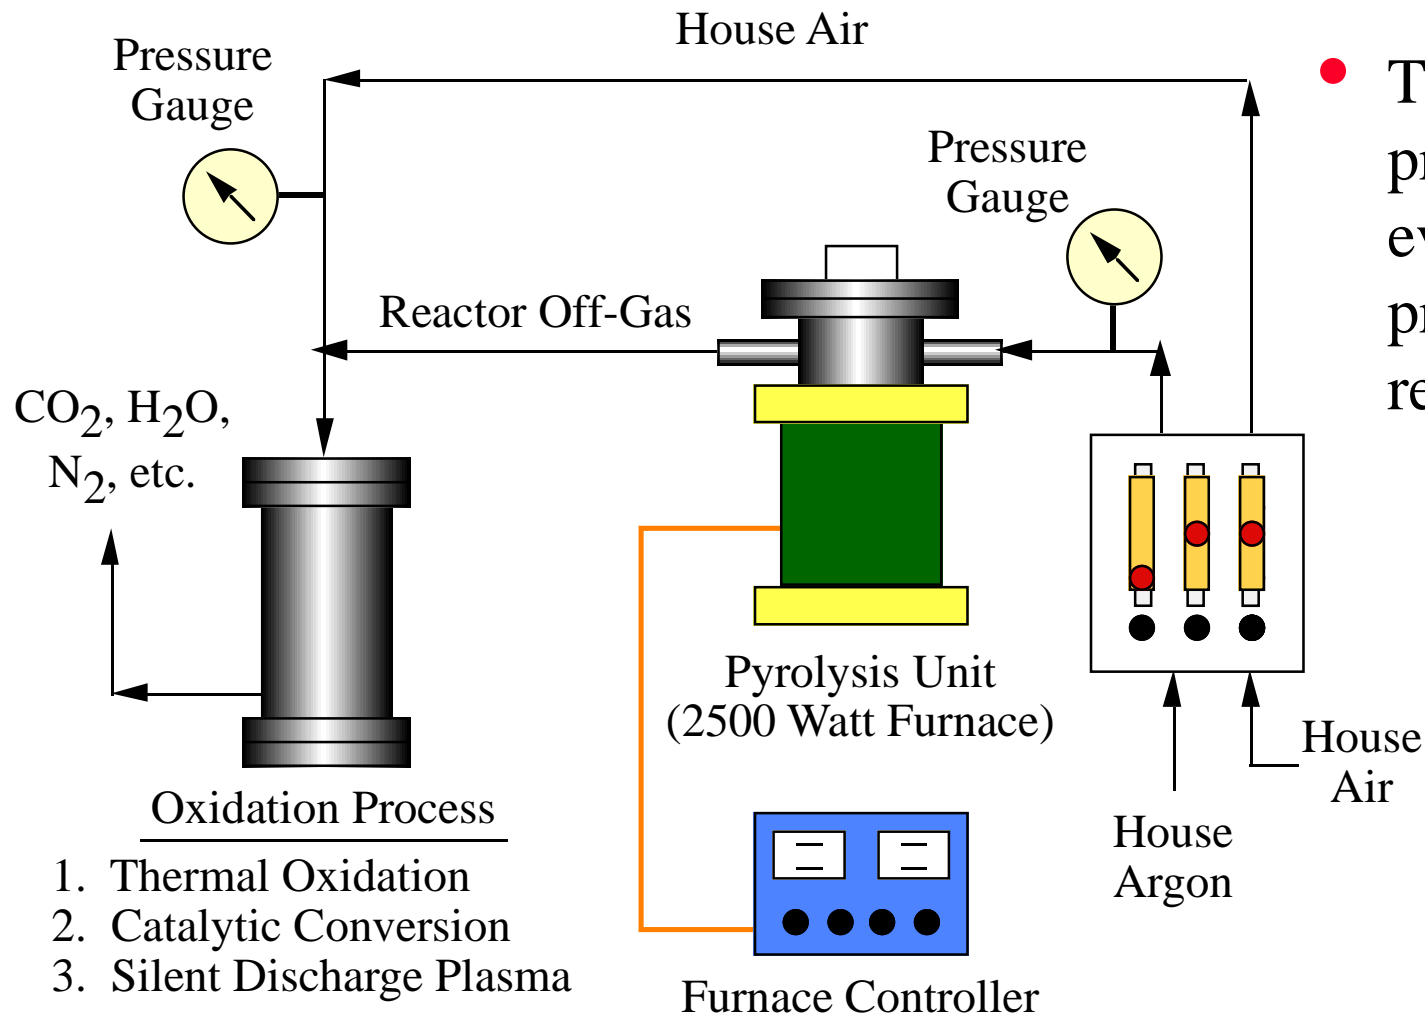 House Air
Pressure
Gauge
Pressure
Gauge
Reactor Off-Gas
CO2, H2O,
N2, etc.
Pyrolysis Unit
(2500 Watt Furnace)
House
Air
House
Argon
Oxidation Process
1. Thermal Oxidation
2. Catalytic Conversion
3. Silent Discharge Plasma
Furnace Controller